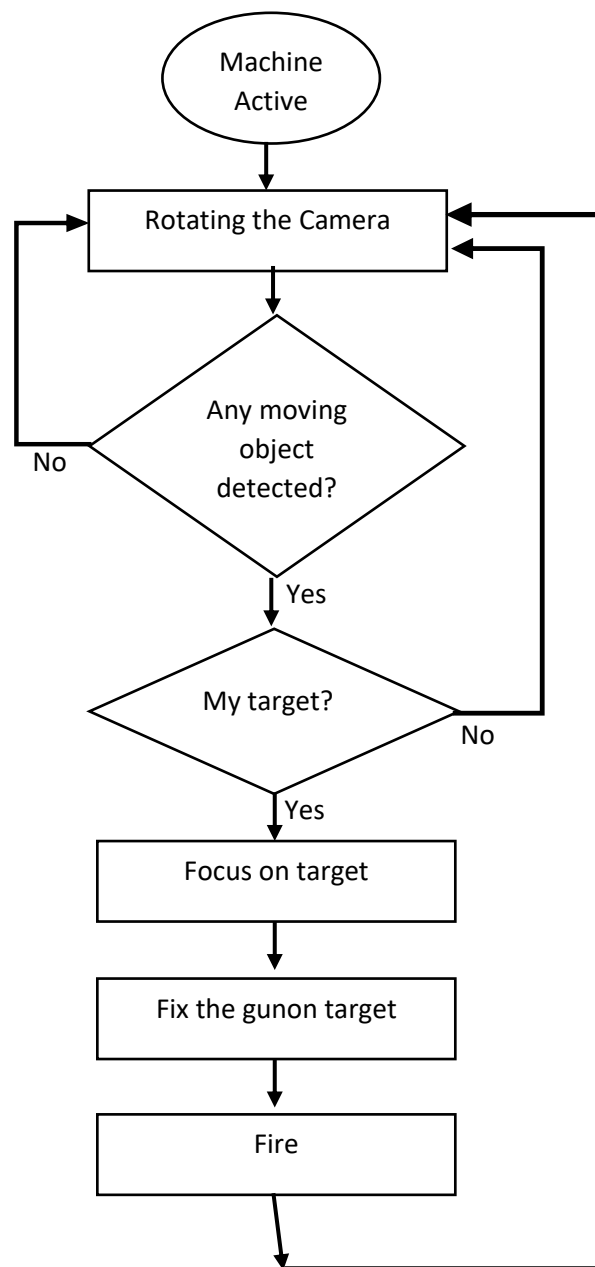 Machine
Active
Rotating the Camera
Any moving
object
detected?
No
Yes
My target?
No
Yes
Focus on target
Fix the gunon target
Fire